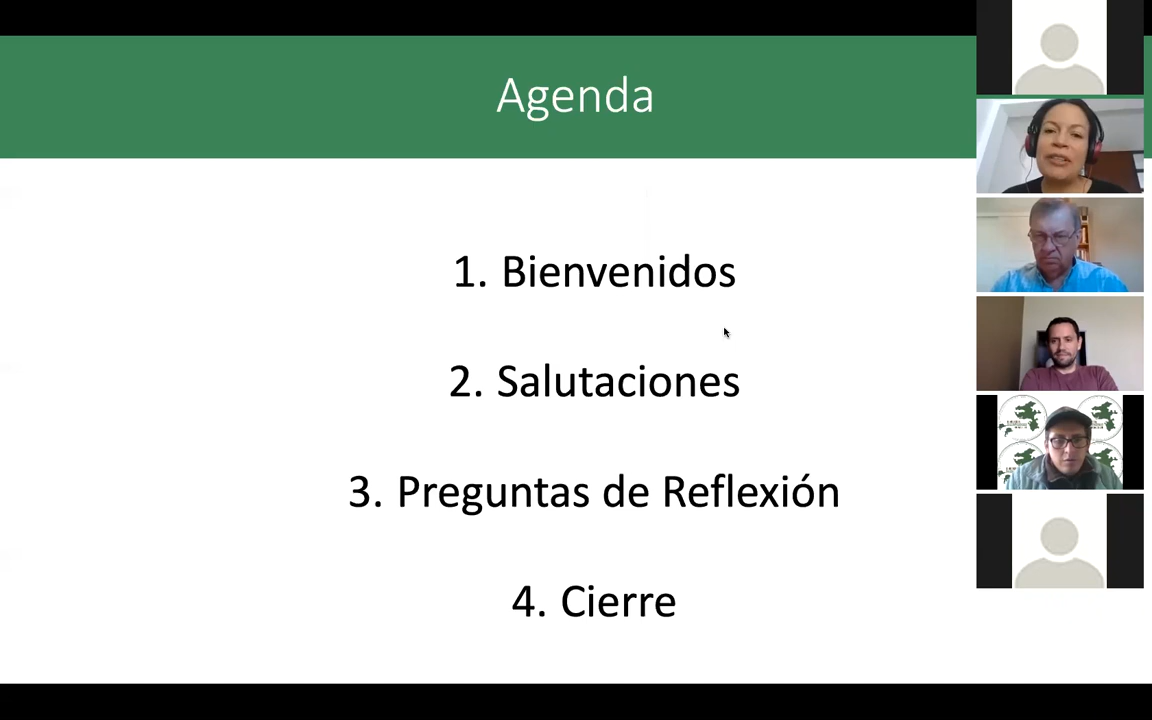 Agenda
1. Bienvenidos
2. Salutaciones
3. Preguntas de Reflexión
4. Cierre